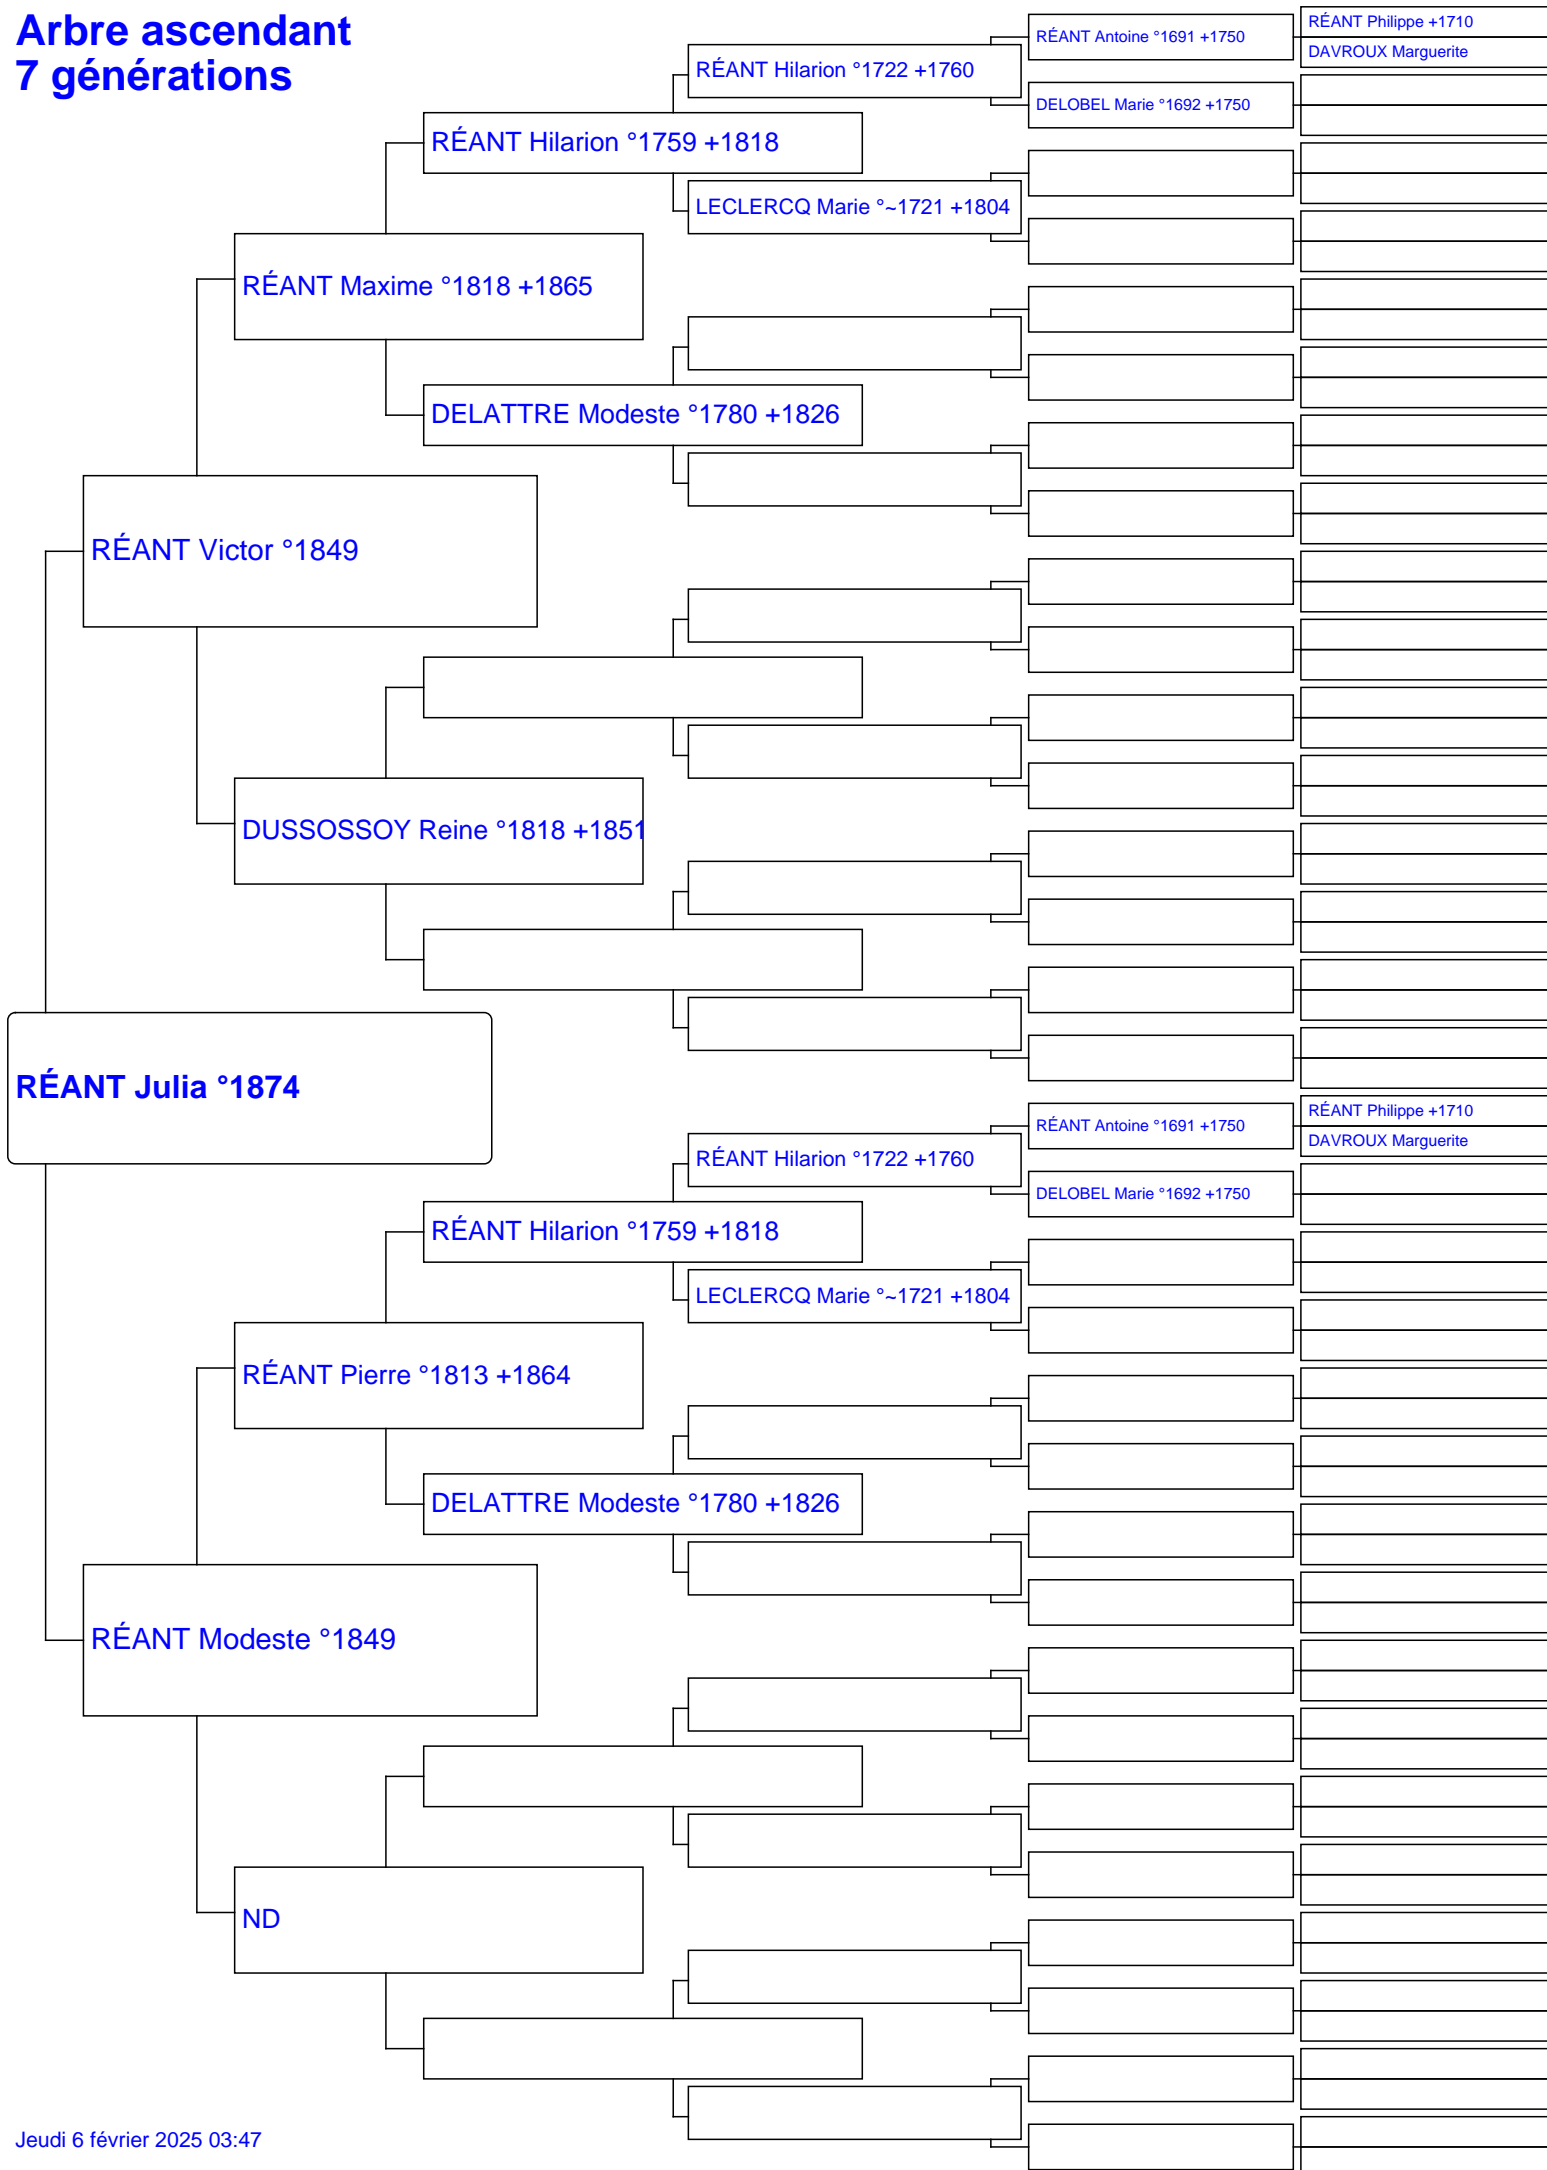 Arbre ascendant
7 générations
RÉANT Antoine °1691 +1750
RÉANT Philippe +1710
DAVROUX Marguerite
RÉANT Hilarion °1722 +1760
DELOBEL Marie °1692 +1750
RÉANT Hilarion °1759 +1818
LECLERCQ Marie °~1721 +1804
RÉANT Maxime °1818 +1865
DELATTRE Modeste °1780 +1826
RÉANT Victor °1849
DUSSOSSOY Reine °1818 +1851
RÉANT Julia °1874
RÉANT Antoine °1691 +1750
RÉANT Philippe +1710
DAVROUX Marguerite
RÉANT Hilarion °1722 +1760
DELOBEL Marie °1692 +1750
RÉANT Hilarion °1759 +1818
LECLERCQ Marie °~1721 +1804
RÉANT Pierre °1813 +1864
DELATTRE Modeste °1780 +1826
RÉANT Modeste °1849
ND
Jeudi 6 février 2025 03:47